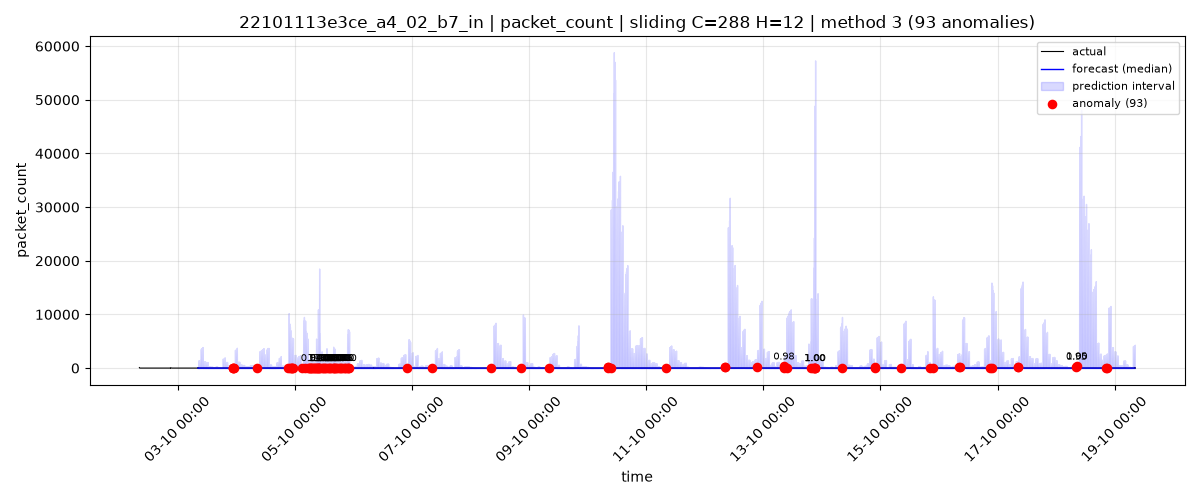 22101113e3ce_a4_02_b7_in | packet_count | sliding C=288 H=12 | method 3 (93 anomalies)
actual
forecast (median)
prediction interval
anomaly (93)
packet_count
60000
50000
40000
30000
20000
10000
0
0.98
1.00
03-10 00:00
05-10 00:00
07-10 00:00
09-10 00:00
11-10 00:00
13-10 00:00
15-10 00:00
17-10 00:00
19-10 00:00
time